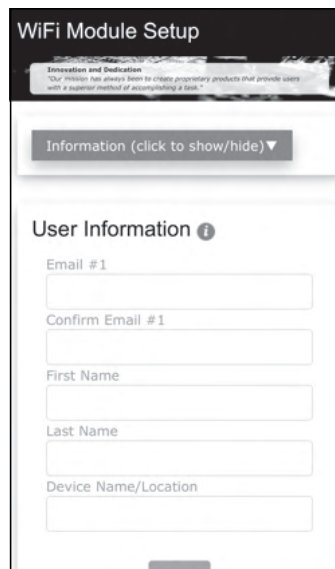 WiFi Module Setup
Innovation and Dedication
"Our mission has always been to create proprietary products that provide users
with a superior method of accomplishing a task."
Information (click to show/hide)▼
User Information i
Email #1
Confirm Email #1
First Name
Last Name
Device Name/Location